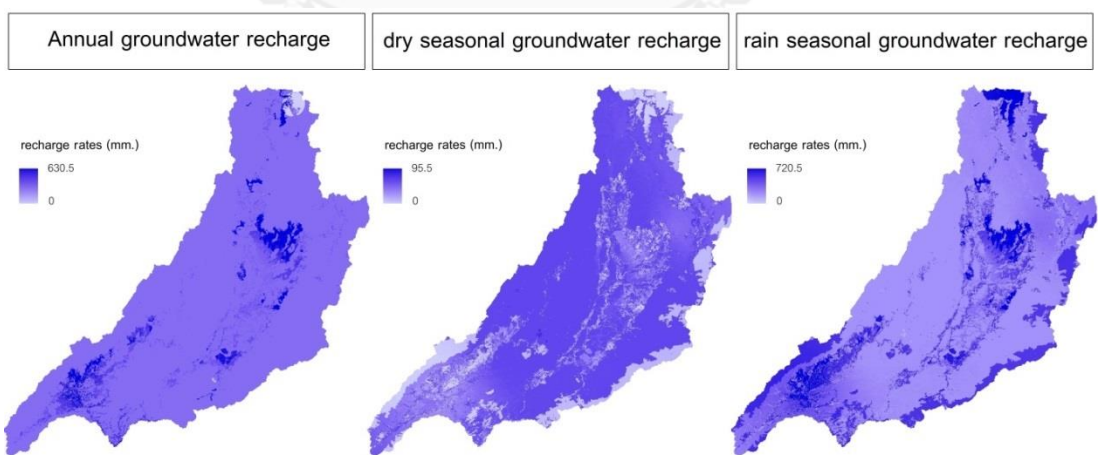 Annual groundwater recharge
dry seasonal groundwater recharge
rain seasonal groundwater recharge
recharge rates (mm.)
630.5
0
recharge rates (mm.)
95.5
0
recharge rates (mm.)
720.5
0